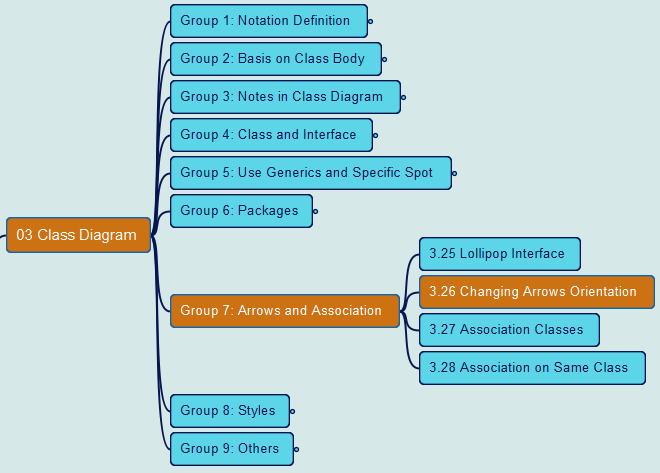 Group 1: Notation Definition
Group 2: Basis on Class Body
Group 3: Notes in Class Diagram
Group 4: Class and Interface
Group 5: Use Generics and Specific Spot
Group 6: Packages
03 Class Diagram
Group 7: Arrows and Association
3.25 Lollipop Interface
3.26 Changing Arrows Orientation
3.27 Association Classes
3.28 Association on Same Class
Group 8: Styles
Group 9: Others